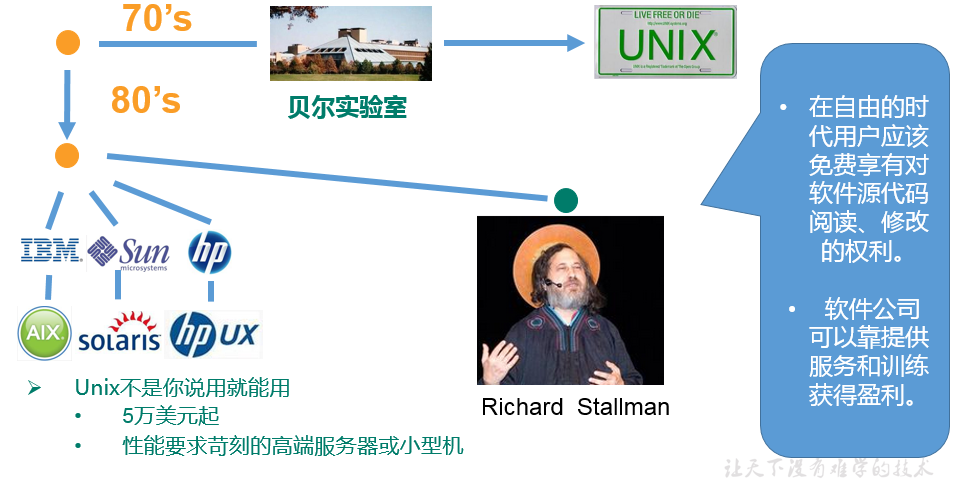 70's
贝尔实验室
LIVE FREE OR DIE
UNIX
80's
IBM
Sun
microsystems
hp
AIX
solaris
hp UX
Unix不是你说用就能用
5万美元起
性能要求苛刻的高端服务器或小型机
Richard Stallman
在自由的时
代用户应该
免费享有对
软件源代码
阅读、修改
的权利。
软件公司
可以靠提供
服务和训练
获得盈利。
让天下没有难学的技术